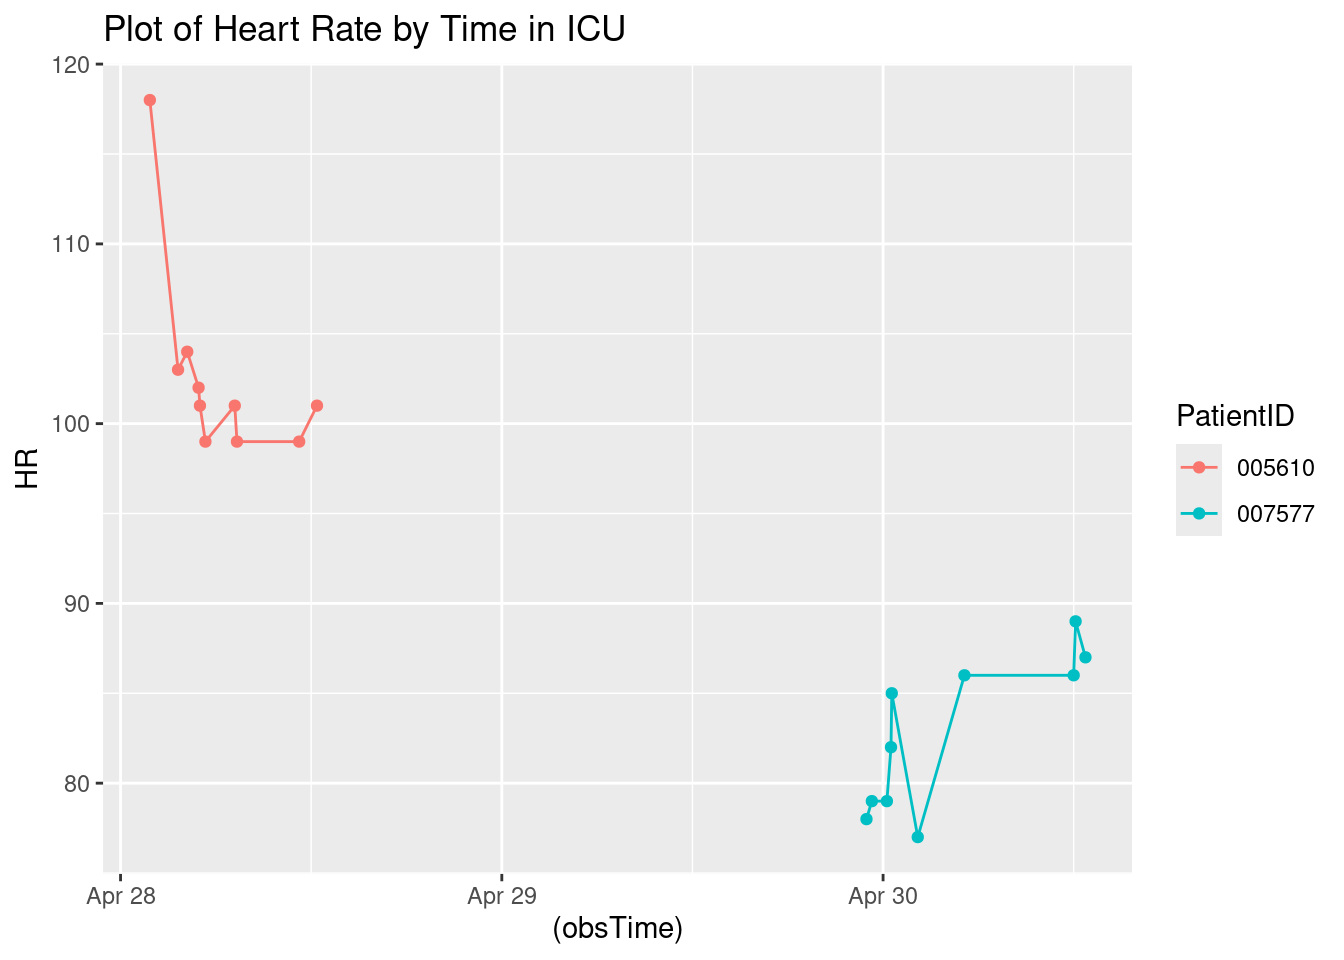 Plot of Heart Rate by Time in ICU
120
110
100
90
80
HR
Apr 28
Apr 29
Apr 30
(obsTime)
PatientID
005610
007577